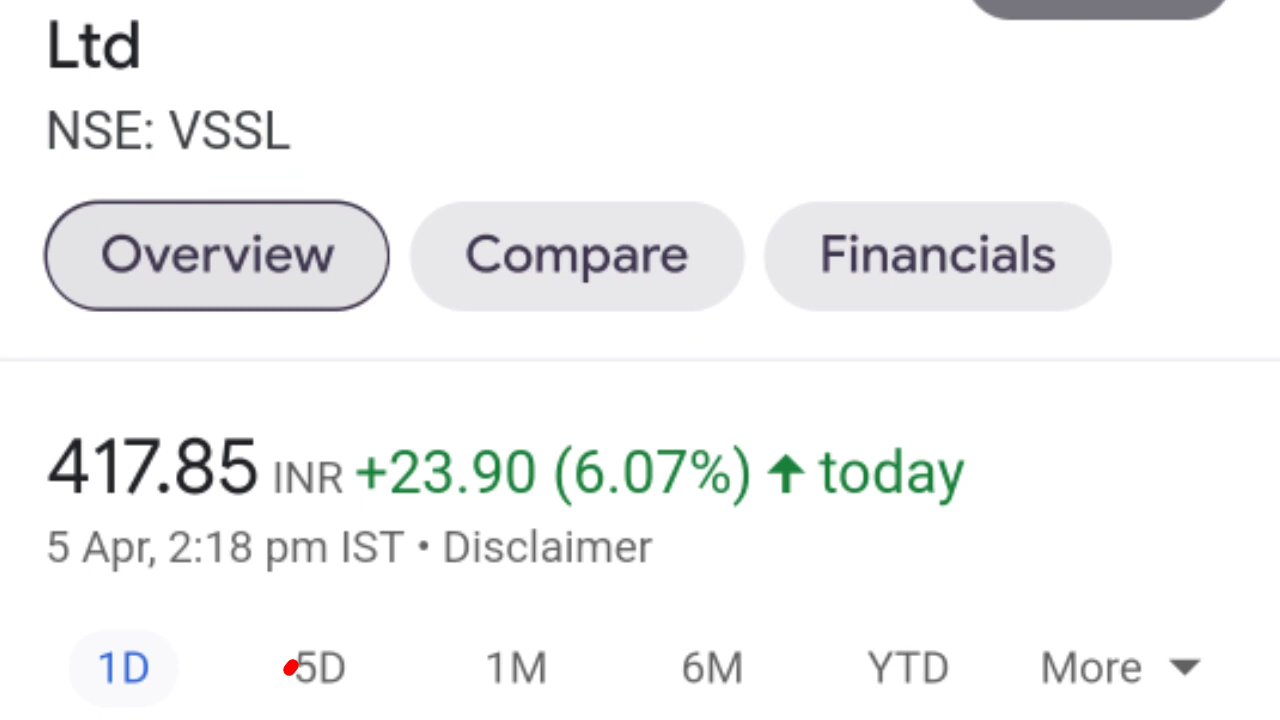 Ltd
NSE: VSSL
Overview Compare Financials
417.85 INR +23.90 (6.07%) ↑ today
5 Apr, 2:18 pm IST • Disclaimer
1D 5D 1M 6M YTD More